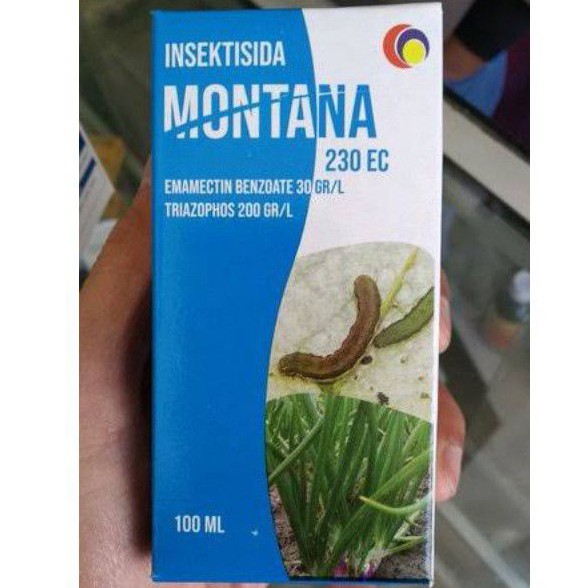 INSEKTISIDA
MONTANA
230 EC
EMAMECTIN BENZOATE 30 GR/L
TRIAZOPHOS 200 GR/L
100 ML